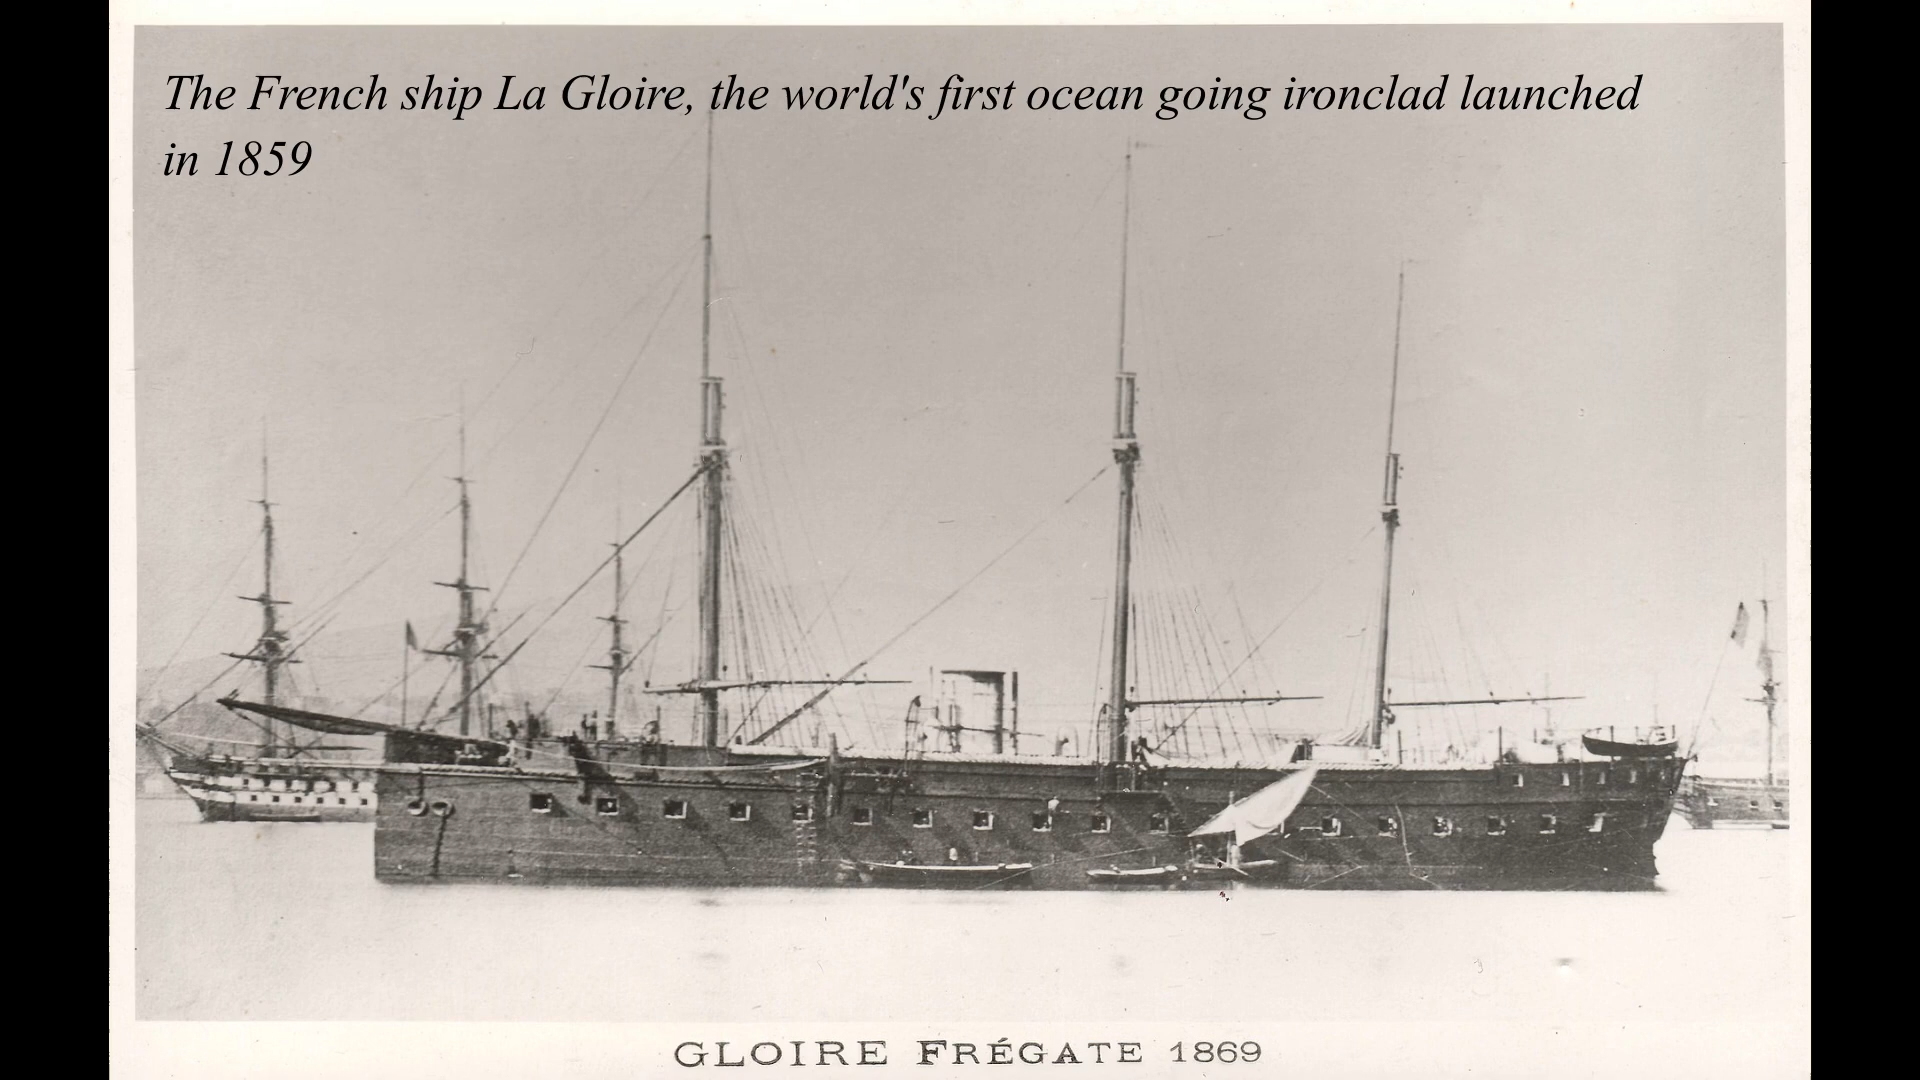 The French ship La Gloire, the world's first ocean going ironclad launched
in 1859
GLOIRE FRÉGATE 1869